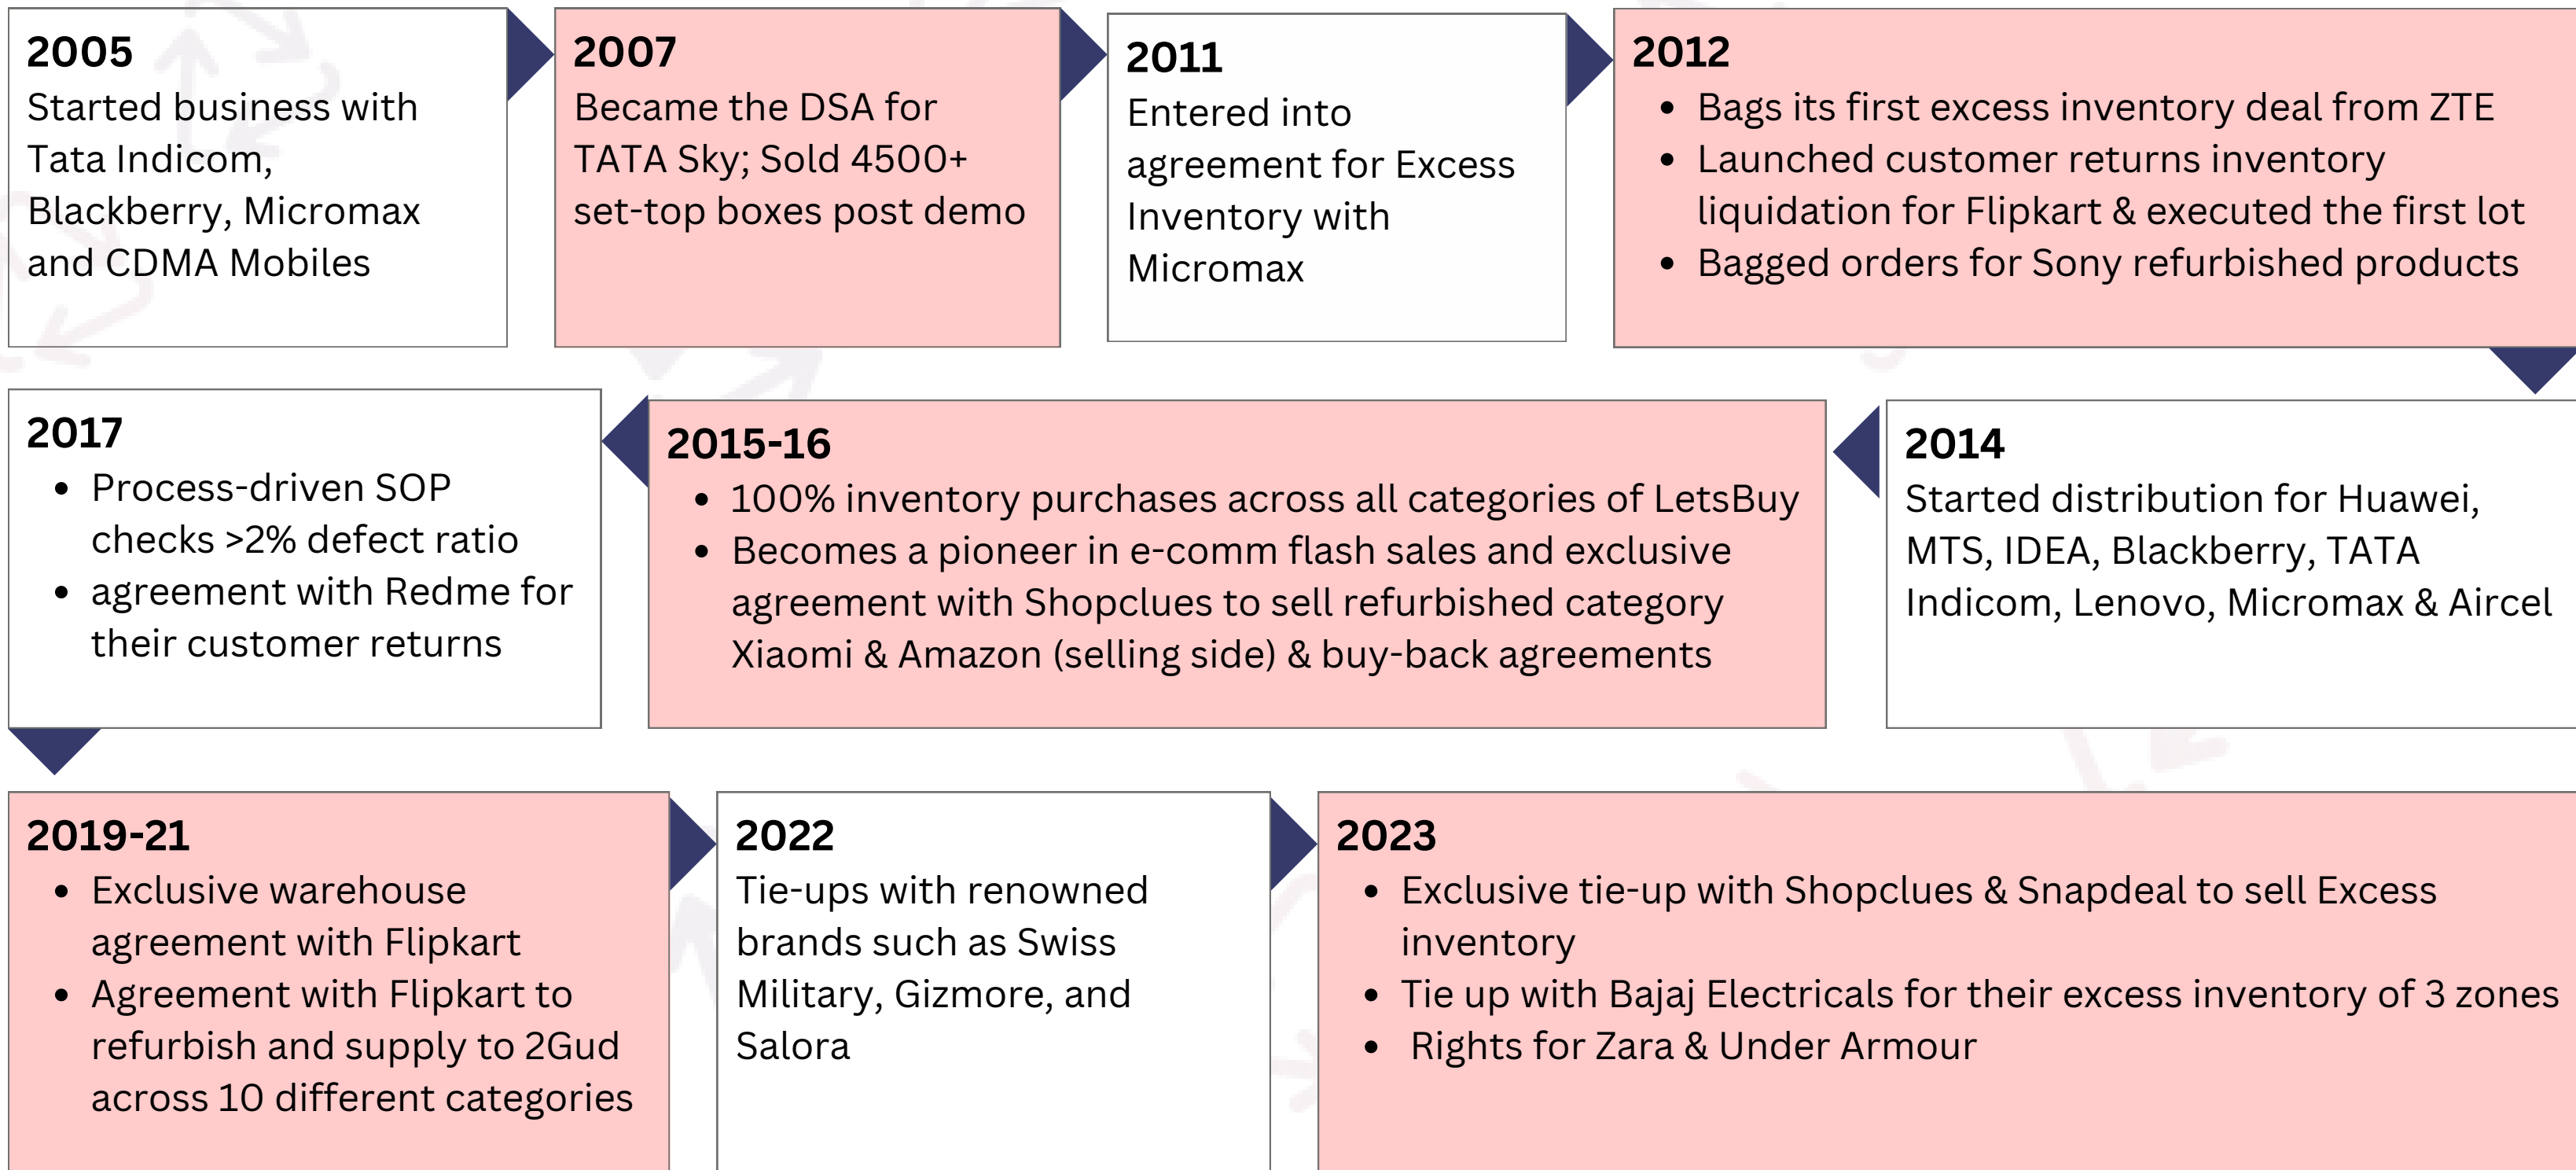 2005
Started business with
Tata Indicom,
Blackberry, Micromax
and CDMA Mobiles
2007
Became the DSA for
TATA Sky; Sold 4500+
set-top boxes post demo
2011
Entered into
agreement for Excess
Inventory with
Micromax
2012
• Bags its first excess inventory deal from ZTE
• Launched customer returns inventory
liquidation for Flipkart & executed the first lot
• Bagged orders for Sony refurbished products
2014
Started distribution for Huawei,
MTS, IDEA, Blackberry, TATA
Indicom, Lenovo, Micromax & Aircel
2015-16
• 100% inventory purchases across all categories of LetsBuy
• Becomes a pioneer in e-comm flash sales and exclusive
agreement with Shopclues to sell refurbished category
Xiaomi & Amazon (selling side) & buy-back agreements
2017
• Process-driven SOP
checks >2% defect ratio
• agreement with Redme for
their customer returns
2019-21
• Exclusive warehouse
agreement with Flipkart
• Agreement with Flipkart to
refurbish and supply to 2Gud
across 10 different categories
2022
Tie-ups with renowned
brands such as Swiss
Military, Gizmore, and
Salora
2023
• Exclusive tie-up with Shopclues & Snapdeal to sell Excess
inventory
• Tie up with Bajaj Electricals for their excess inventory of 3 zones
• Rights for Zara & Under Armour